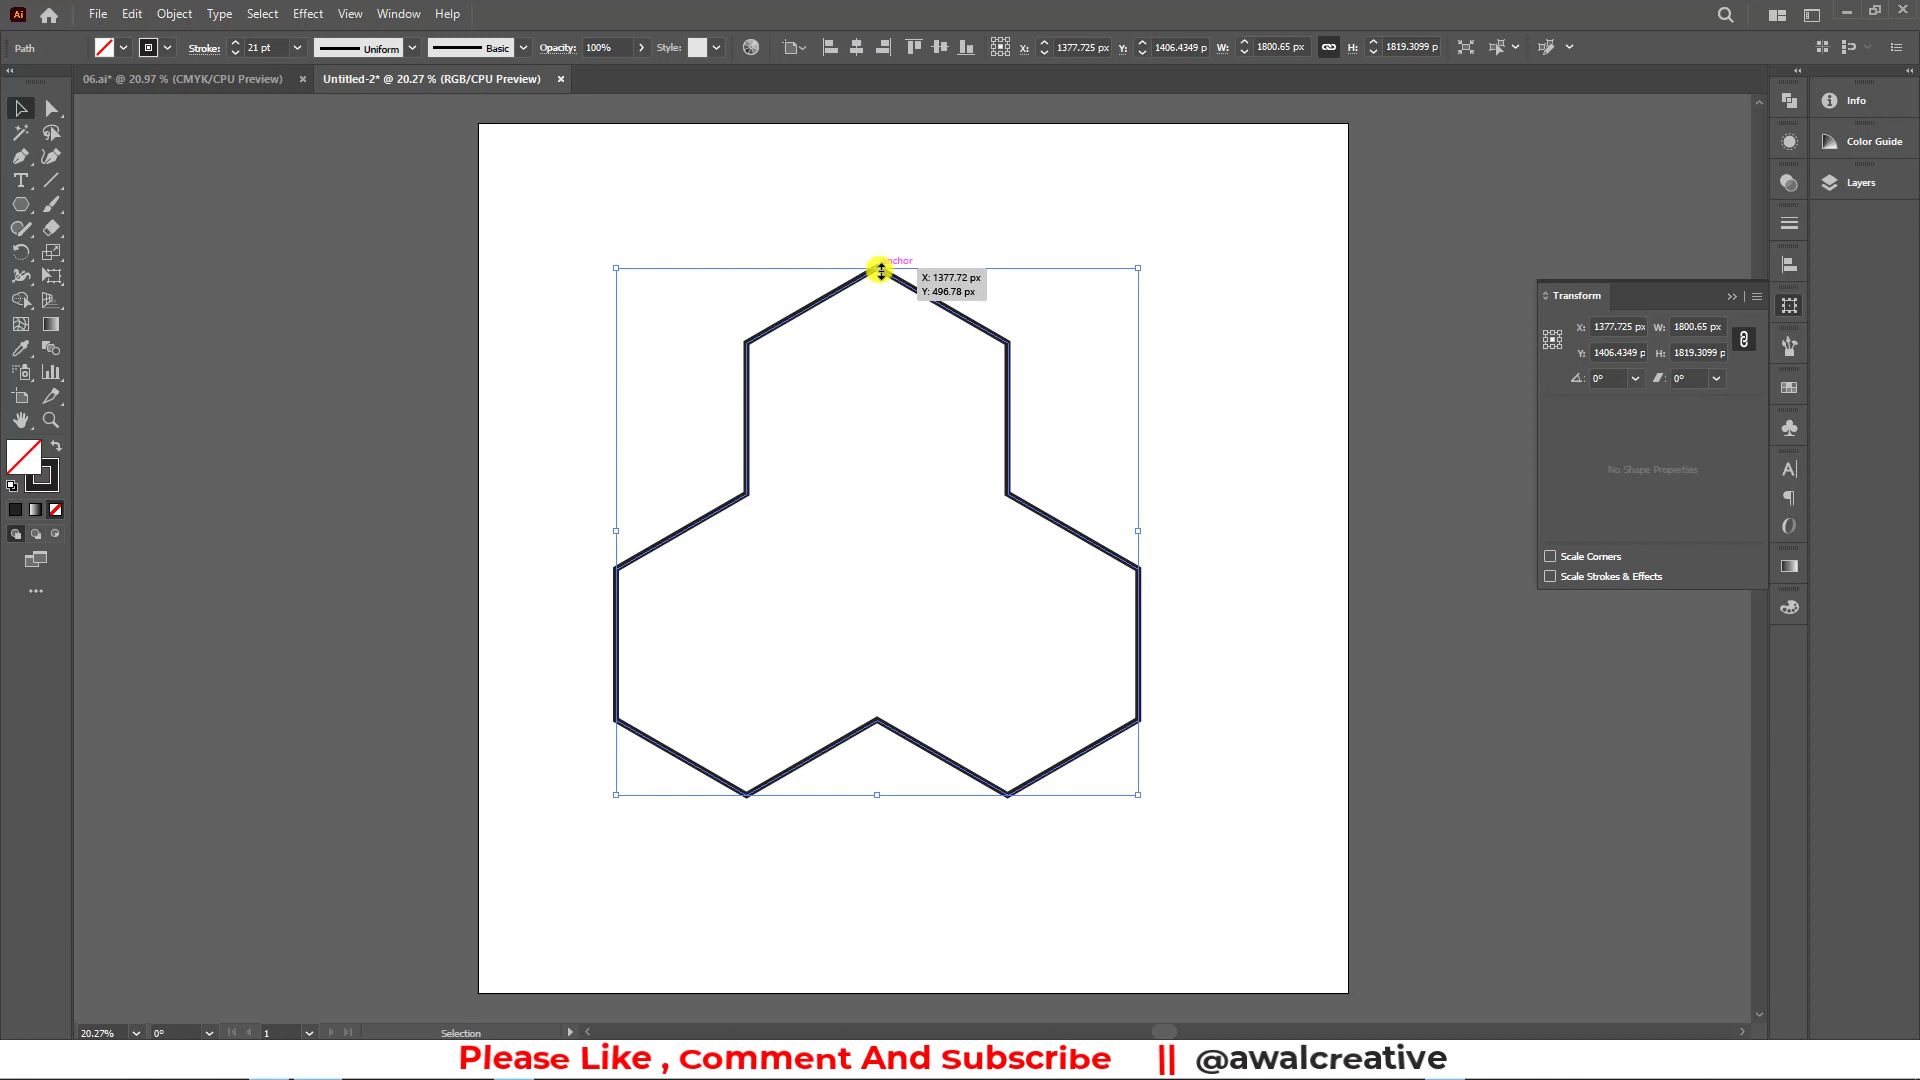 Ai File Edit Object Type Select Effect View Window Help
Path Stroke: 21 pt Uniform Basic Opacity: 100% Style: X: 1377.725 px Y: 1406.4349 p W: 1800.65 px H: 1819.3099 p
06.ai* @ 20.97 % (CMYK/CPU Preview) × Untitled-2* @ 20.27 % (RGB/CPU Preview) ×
Info
Color Guide
Layers
X: 1377.72 px
Y: 496.78 px
Transform
X: 1377.725 px W: 1800.65 px
Y: 1406.4349 p H: 1819.3099 p
0° 0°
No Shape Properties
Scale Corners
Scale Strokes & Effects
20.27% 0° 1 Selection
Please Like , Comment And Subscribe || @awalcreative